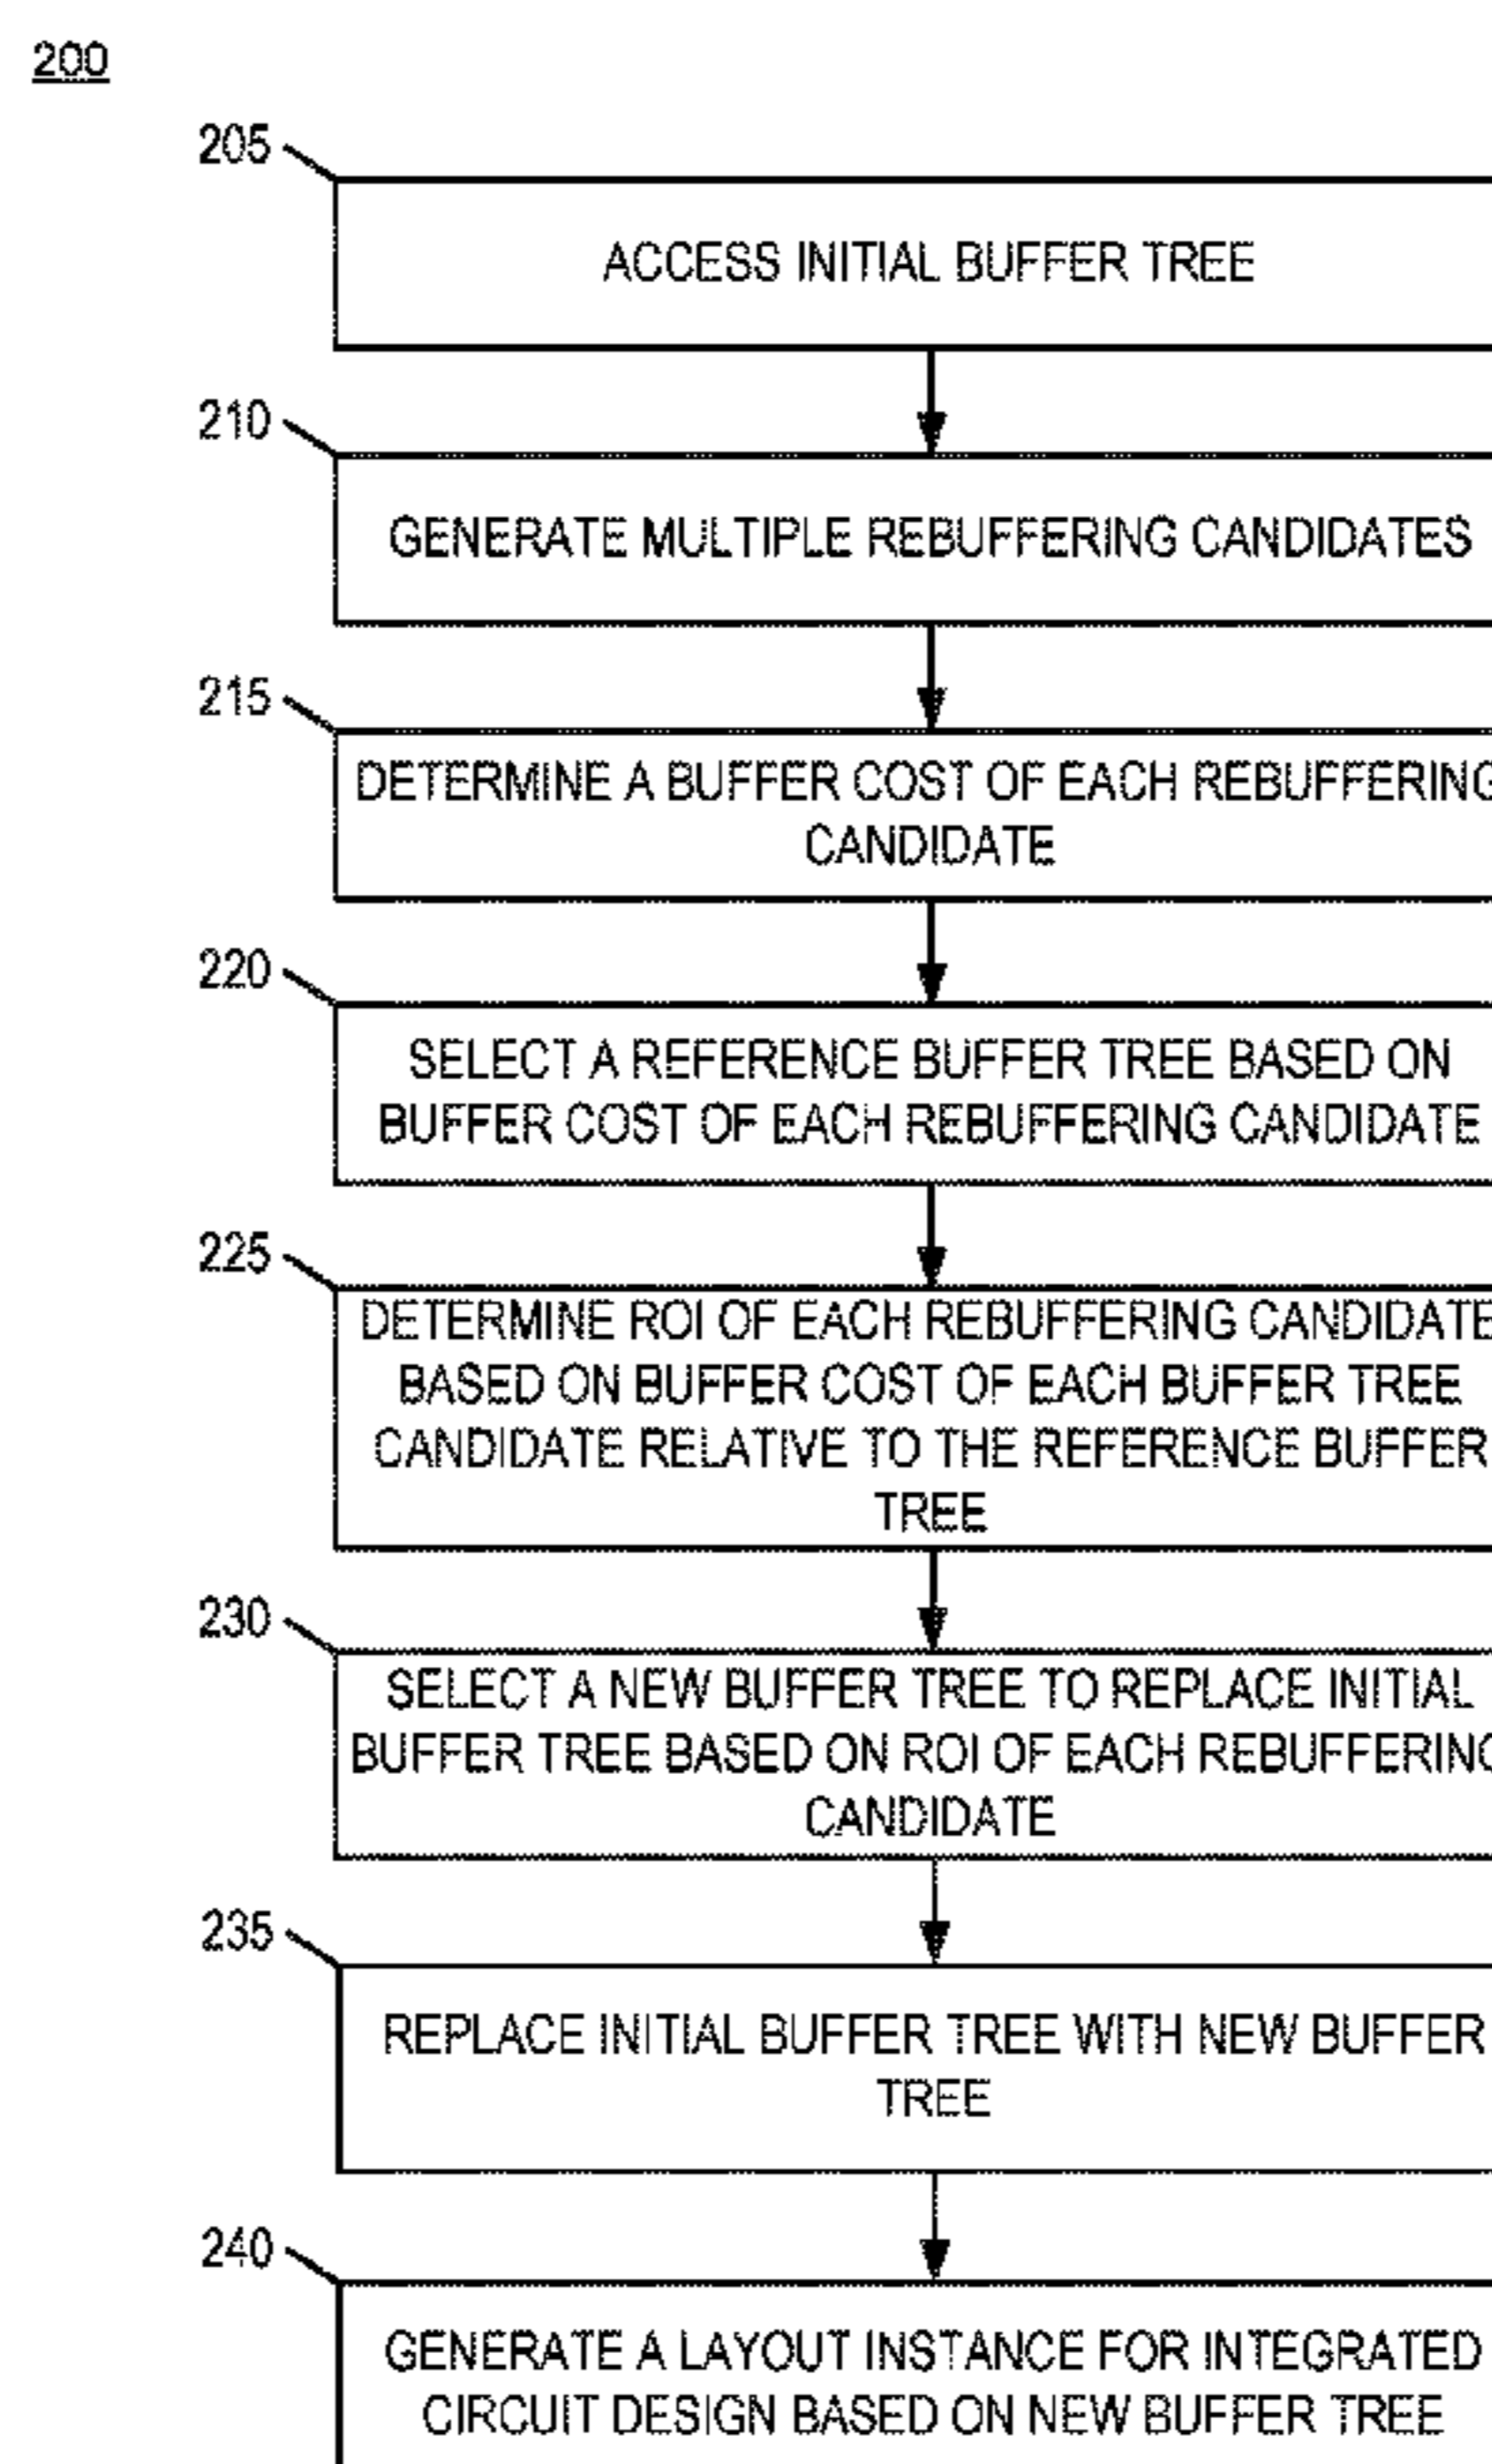 200
205
ACCESS INITIAL BUFFER TREE
210
GENERATE MULTIPLE REBUFFERING CANDIDATES
215
DETERMINE A BUFFER COST OF EACH REBUFFERING
CANDIDATE
220
SELECT A REFERENCE BUFFER TREE BASED ON
BUFFER COST OF EACH REBUFFERING CANDIDATE
225
DETERMINE ROI OF EACH REBUFFERING CANDIDATE
BASED ON BUFFER COST OF EACH BUFFER TREE
CANDIDATE RELATIVE TO THE REFERENCE BUFFER
TREE
230
SELECT A NEW BUFFER TREE TO REPLACE INITIAL
BUFFER TREE BASED ON ROI OF EACH REBUFFERING
CANDIDATE
235
REPLACE INITIAL BUFFER TREE WITH NEW BUFFER
TREE
240
GENERATE A LAYOUT INSTANCE FOR INTEGRATED
CIRCUIT DESIGN BASED ON NEW BUFFER TREE